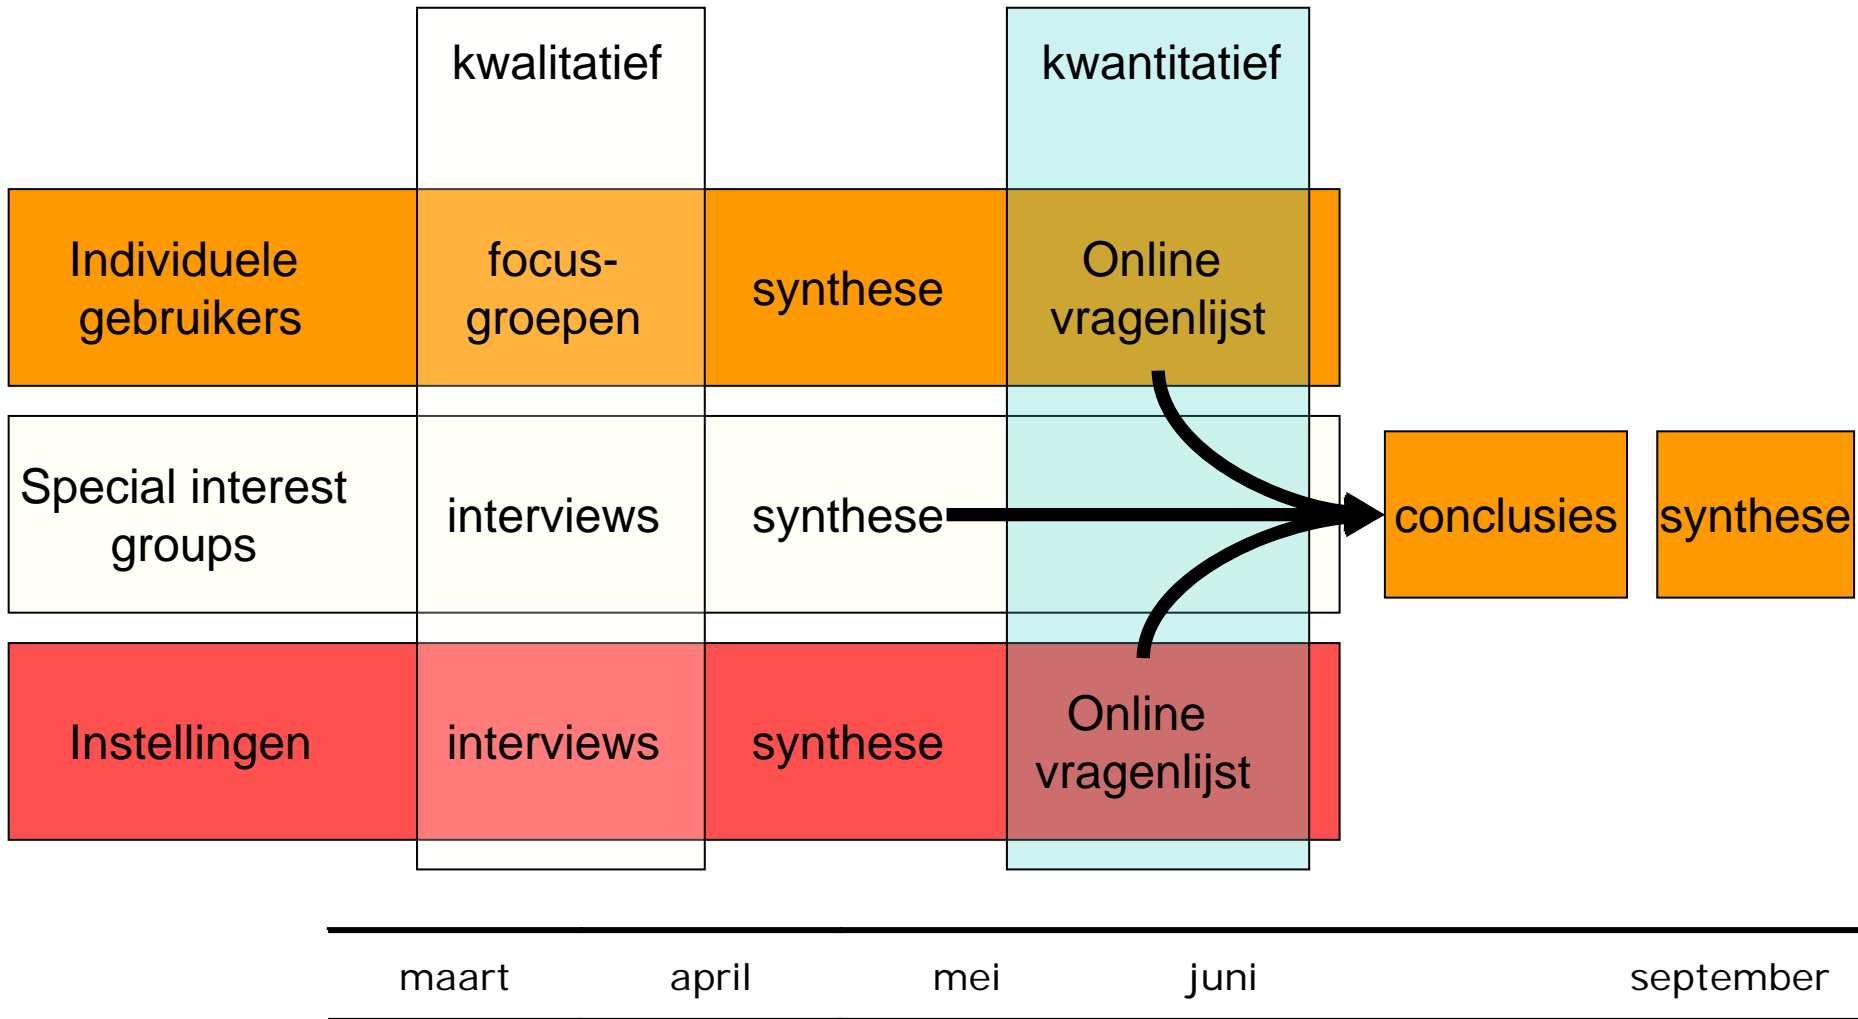 kwalitatief
kwantitatief
Individuele
gebruikers
focus-
groepen
synthese
Online
vragenlijst
Special interest
groups
interviews
synthese
conclusies
synthese
Instellingen
interviews
synthese
Online
vragenlijst
maart
april
mei
juni
september